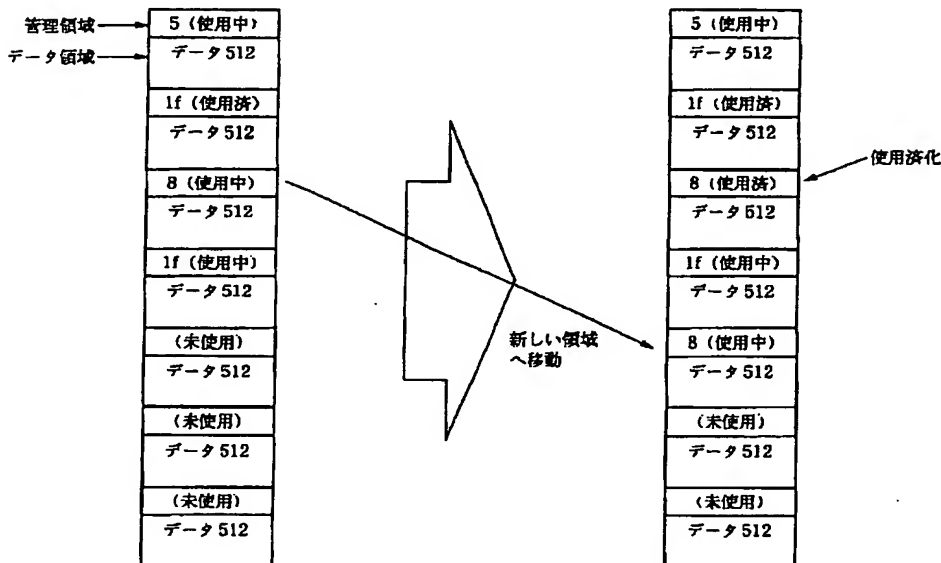 管理領域
5 (使用中)
データ領域
データ512
1f (使用済)
データ512
8 (使用中)
データ512
1f (使用中)
データ512
(未使用)
データ512
(未使用)
データ512
(未使用)
データ512
新しい領域
へ移動
5 (使用中)
データ512
1f (使用済)
データ512
使用済化
8 (使用済)
データ512
1f (使用中)
データ512
8 (使用中)
データ512
(未使用)
データ512
(未使用)
データ512